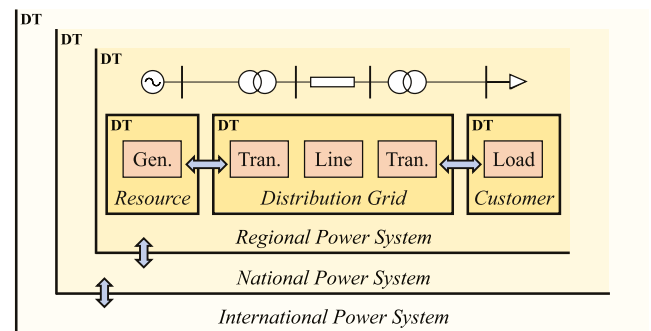 DT
DT
DT
DT DT DT
Gen. Tran. Line Tran. Load
Resource Distribution Grid Customer
Regional Power System
National Power System
International Power System